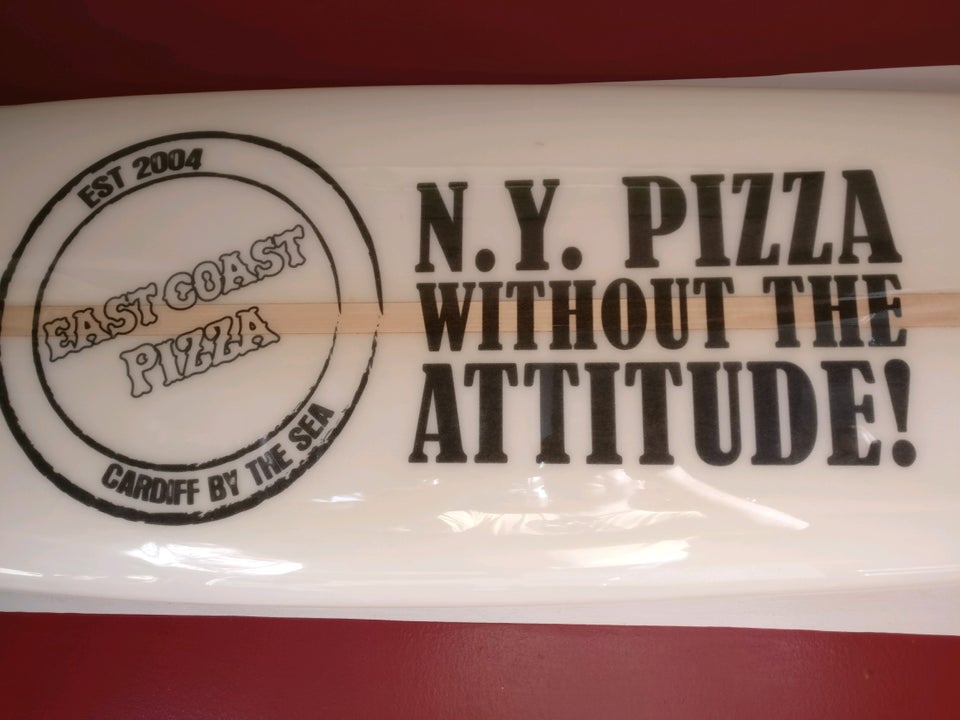 EST 2004
EAST COAST
PIZZA
CARDIFF BY THE SEA
N.Y. PIZZA
WITHOUT THE
ATTITUDE!